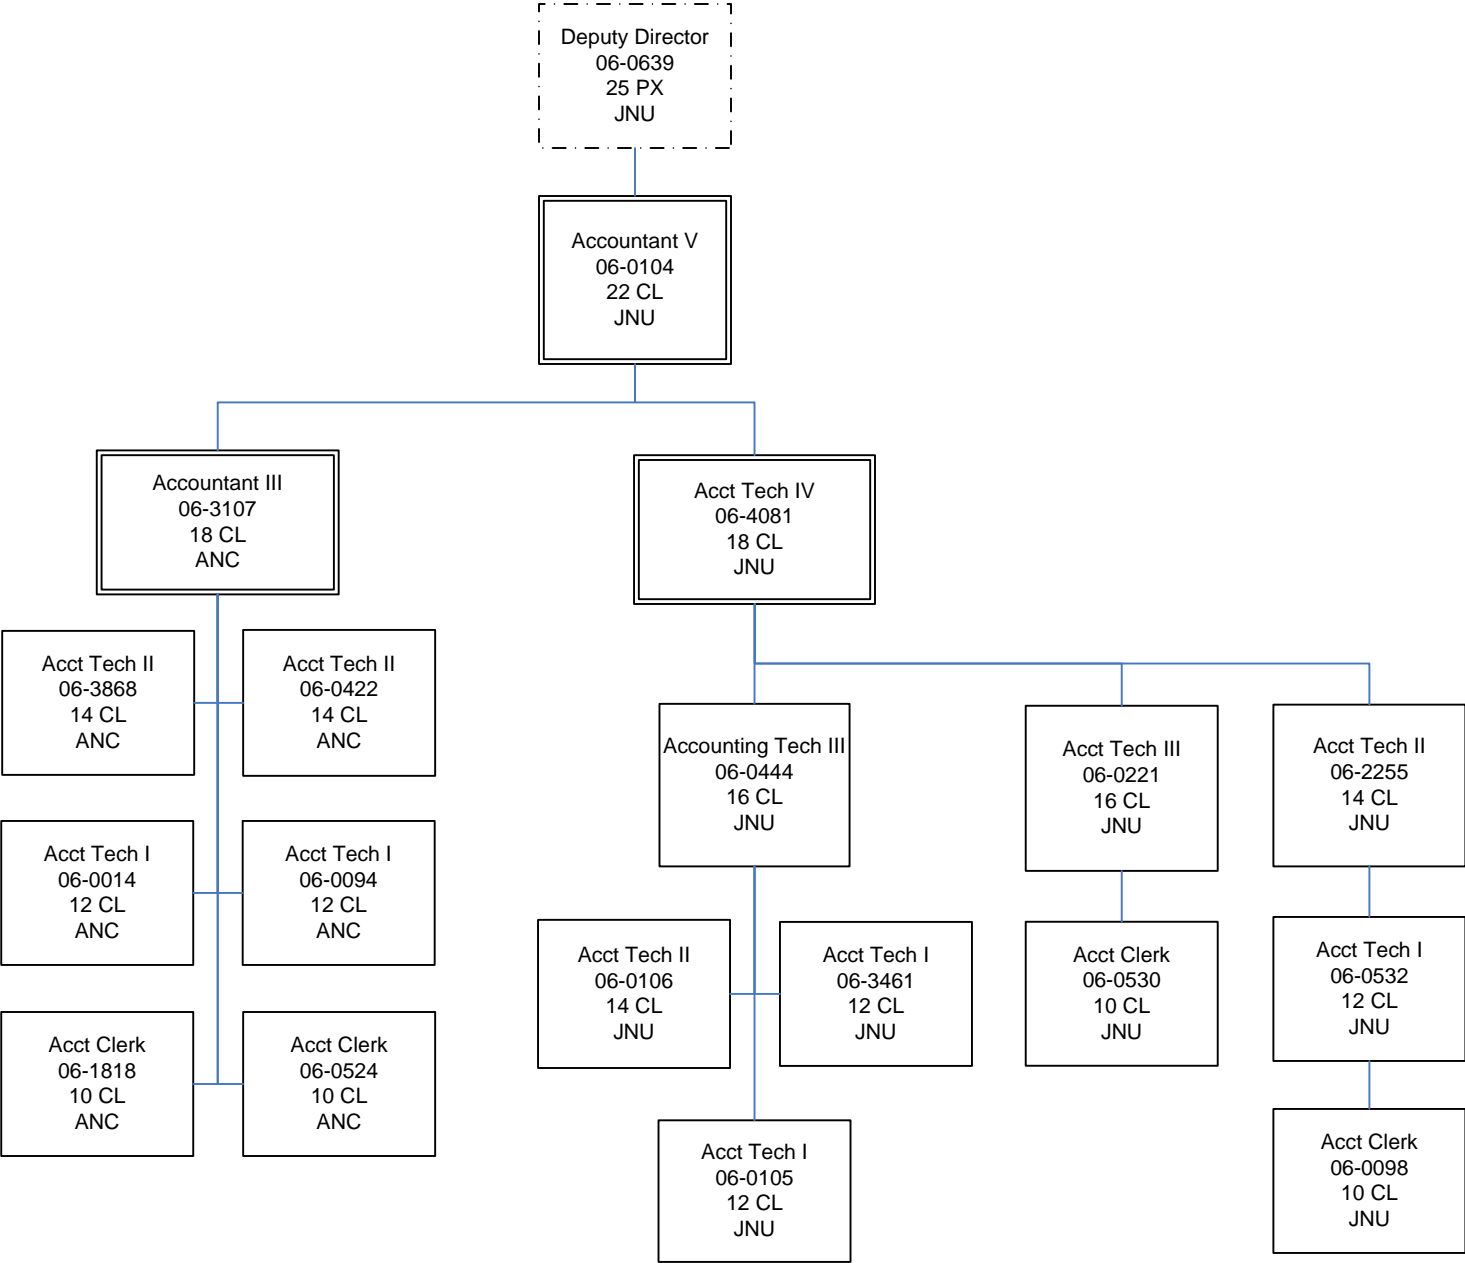 Deputy Director
06-0639
25 PX
JNU
Accountant V
06-0104
22 CL
JNU
Accountant III
06-3107
18 CL
ANC
Acct Tech IV
06-4081
18 CL
JNU
Acct Tech II
06-3868
14 CL
ANC
Acct Tech II
06-0422
14 CL
ANC
Acct Tech I
06-0014
12 CL
ANC
Acct Tech I
06-0094
12 CL
ANC
Acct Clerk
06-1818
10 CL
ANC
Acct Clerk
06-0524
10 CL
ANC
Accounting Tech III
06-0444
16 CL
JNU
Acct Tech II
06-0106
14 CL
JNU
Acct Tech I
06-3461
12 CL
JNU
Acct Tech I
06-0105
12 CL
JNU
Acct Tech III
06-0221
16 CL
JNU
Acct Clerk
06-0530
10 CL
JNU
Acct Tech II
06-2255
14 CL
JNU
Acct Tech I
06-0532
12 CL
JNU
Acct Clerk
06-0098
10 CL
JNU